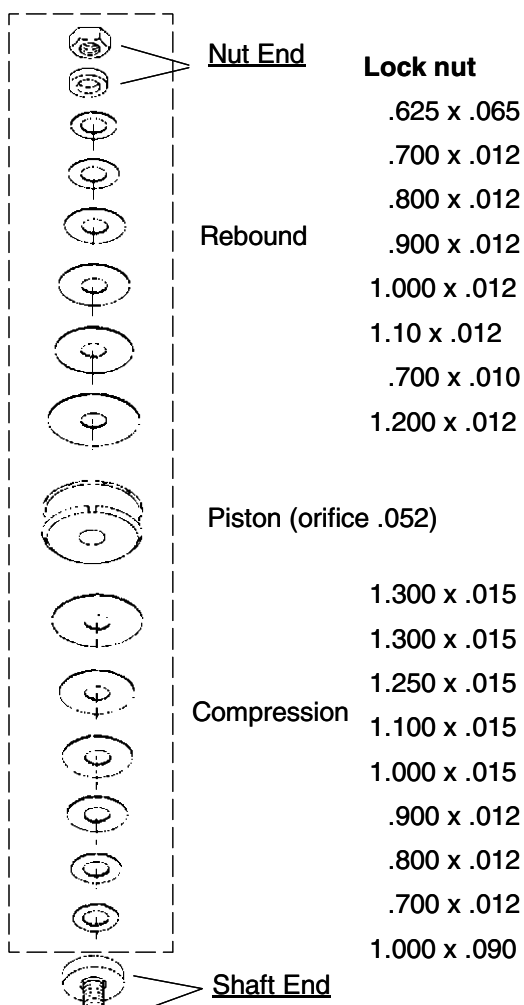 Nut End
Lock nut
.625 x .065
.700 x .012
.800 x .012
Rebound
.900 x .012
1.000 x .012
1.10 x .012
.700 x .010
1.200 x .012
Piston (orifice .052)
1.300 x .015
1.300 x .015
1.250 x .015
Compression
1.100 x .015
1.000 x .015
.900 x .012
.800 x .012
.700 x .012
1.000 x .090
Shaft End